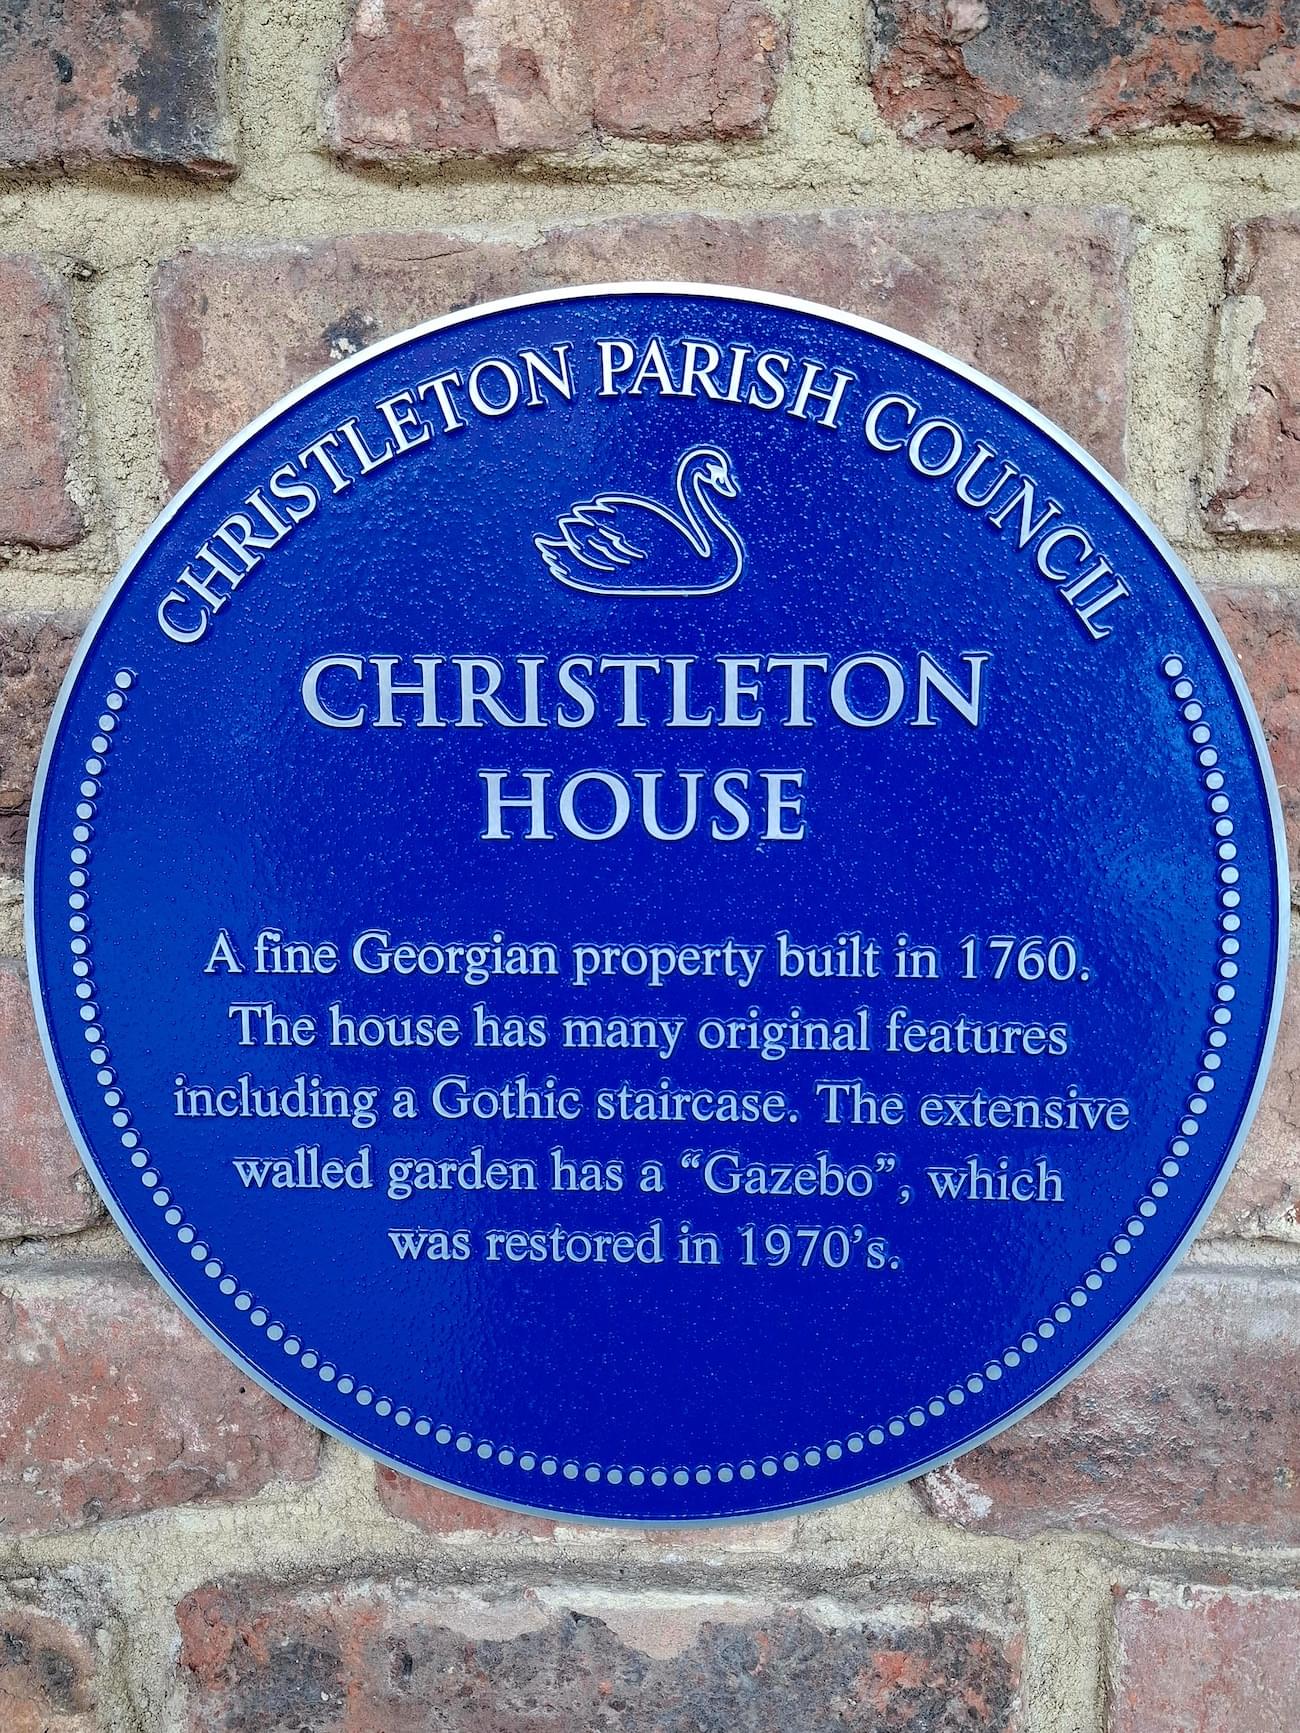 CHRISTLETON PARISH COUNCIL
CHRISTLETON
HOUSE
A fine Georgian property built in 1760.
The house has many original features
including a Gothic staircase. The extensive
walled garden has a “Gazebo”, which
was restored in 1970’s.